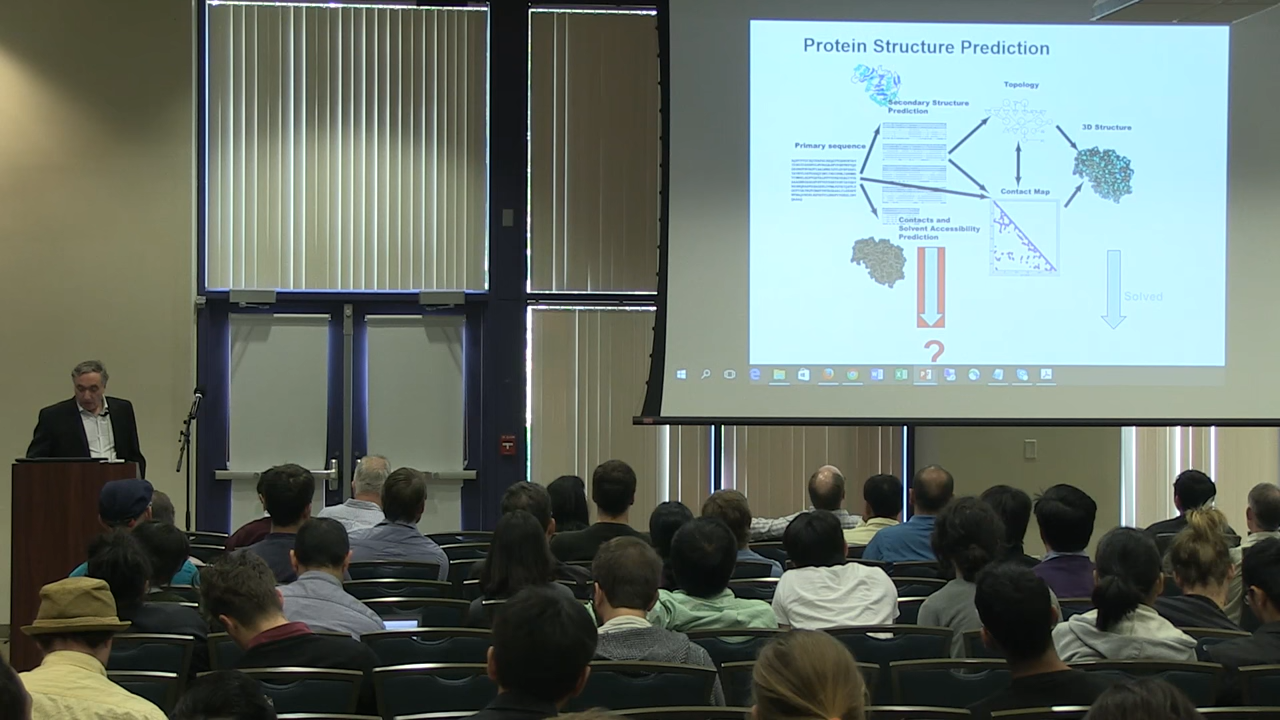 Protein Structure Prediction
Topology
Secondary Structure
Prediction
3D Structure
Primary sequence
Contact Map
Contacts and
Solvent Accessibility
Prediction
Solved
?